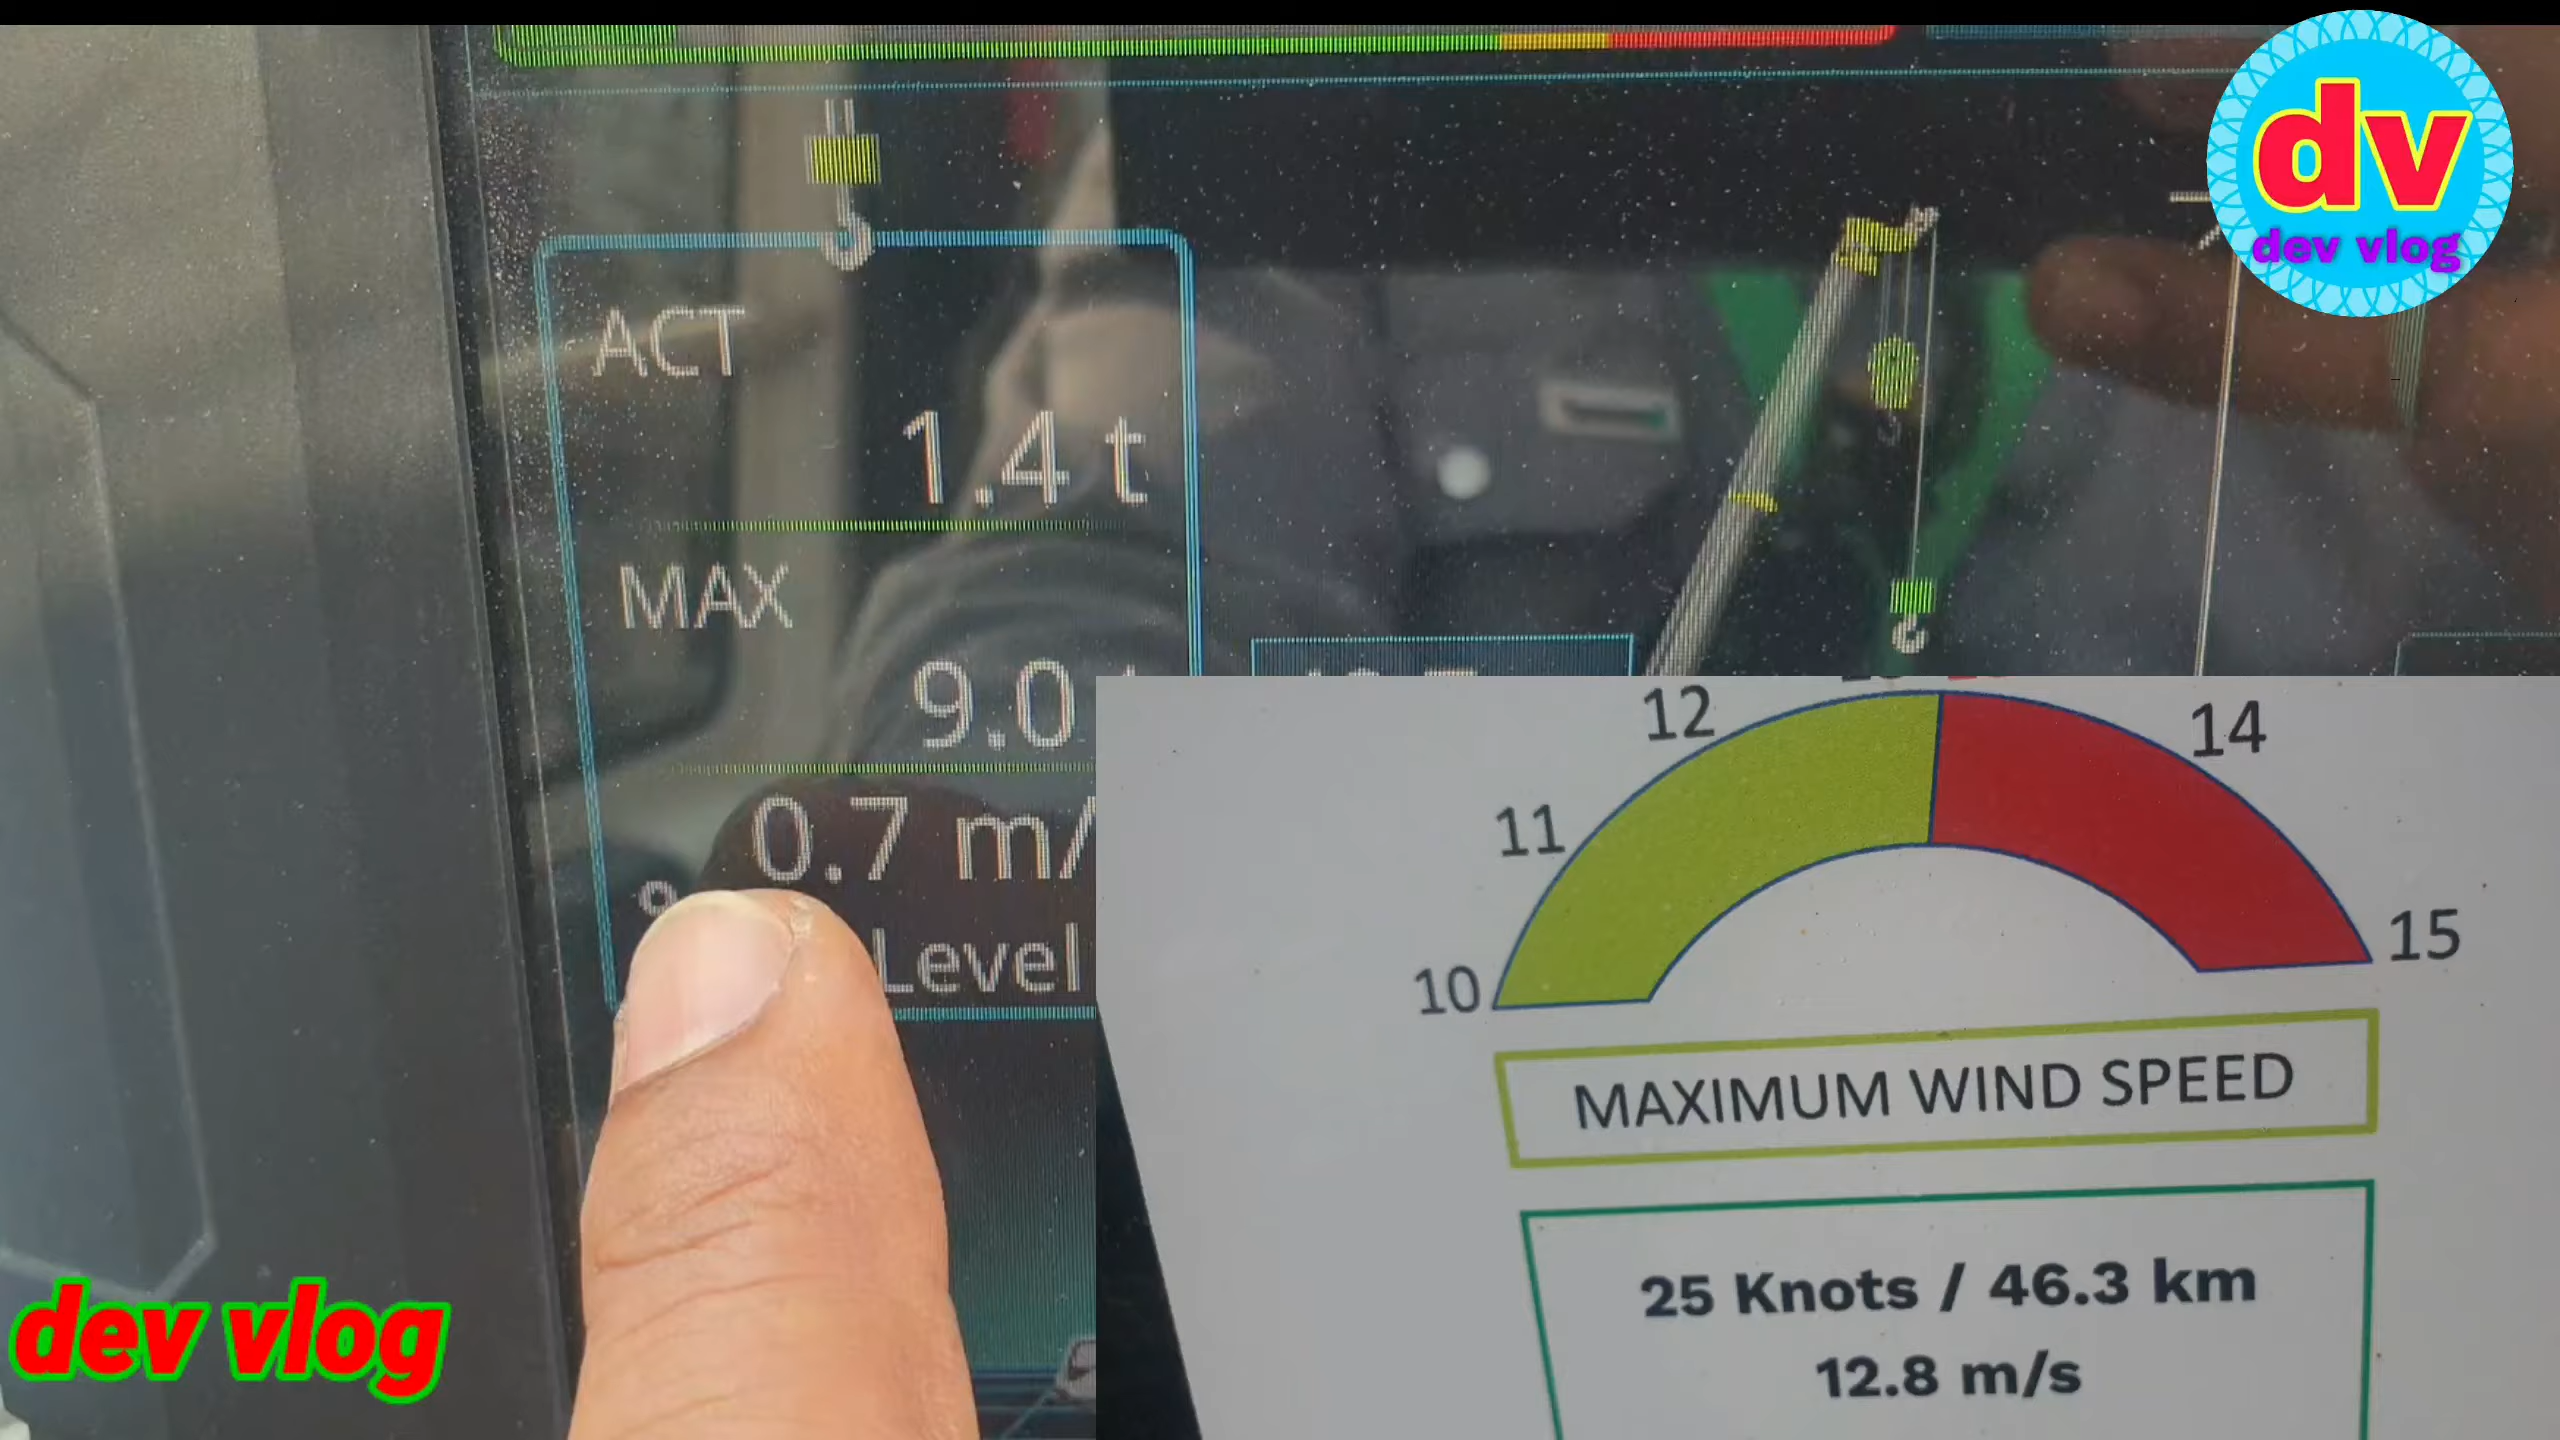 dv
dev vlog
ACT
1.4 t
MAX
9.0
0.7 m/
Level
12
14
11
15
10
MAXIMUM WIND SPEED
25 Knots / 46.3 km
12.8 m/s
dev vlog